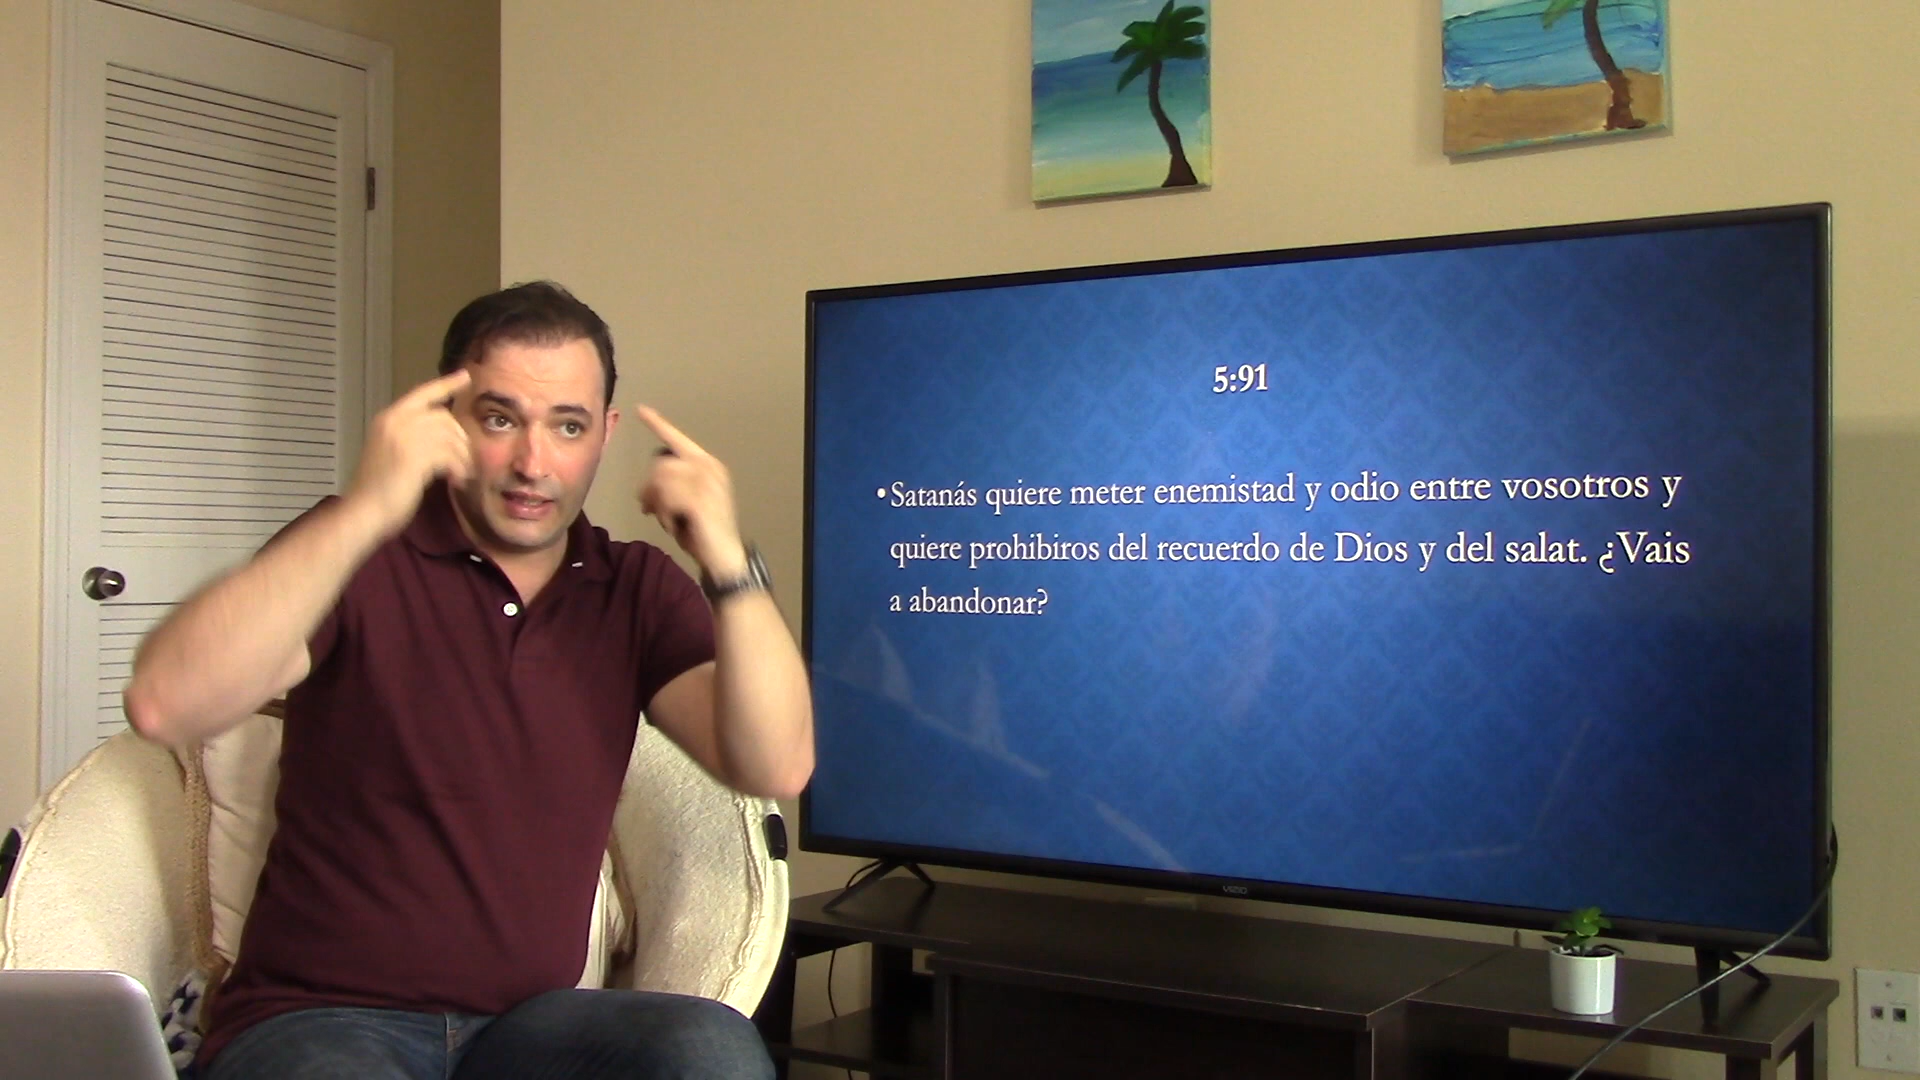 5:91
•Satanás quiere meter enemistad y odio entre vosotros y
quiere prohibiros del recuerdo de Dios y del salat. ¿Vais
a abandonar?
VIZIO